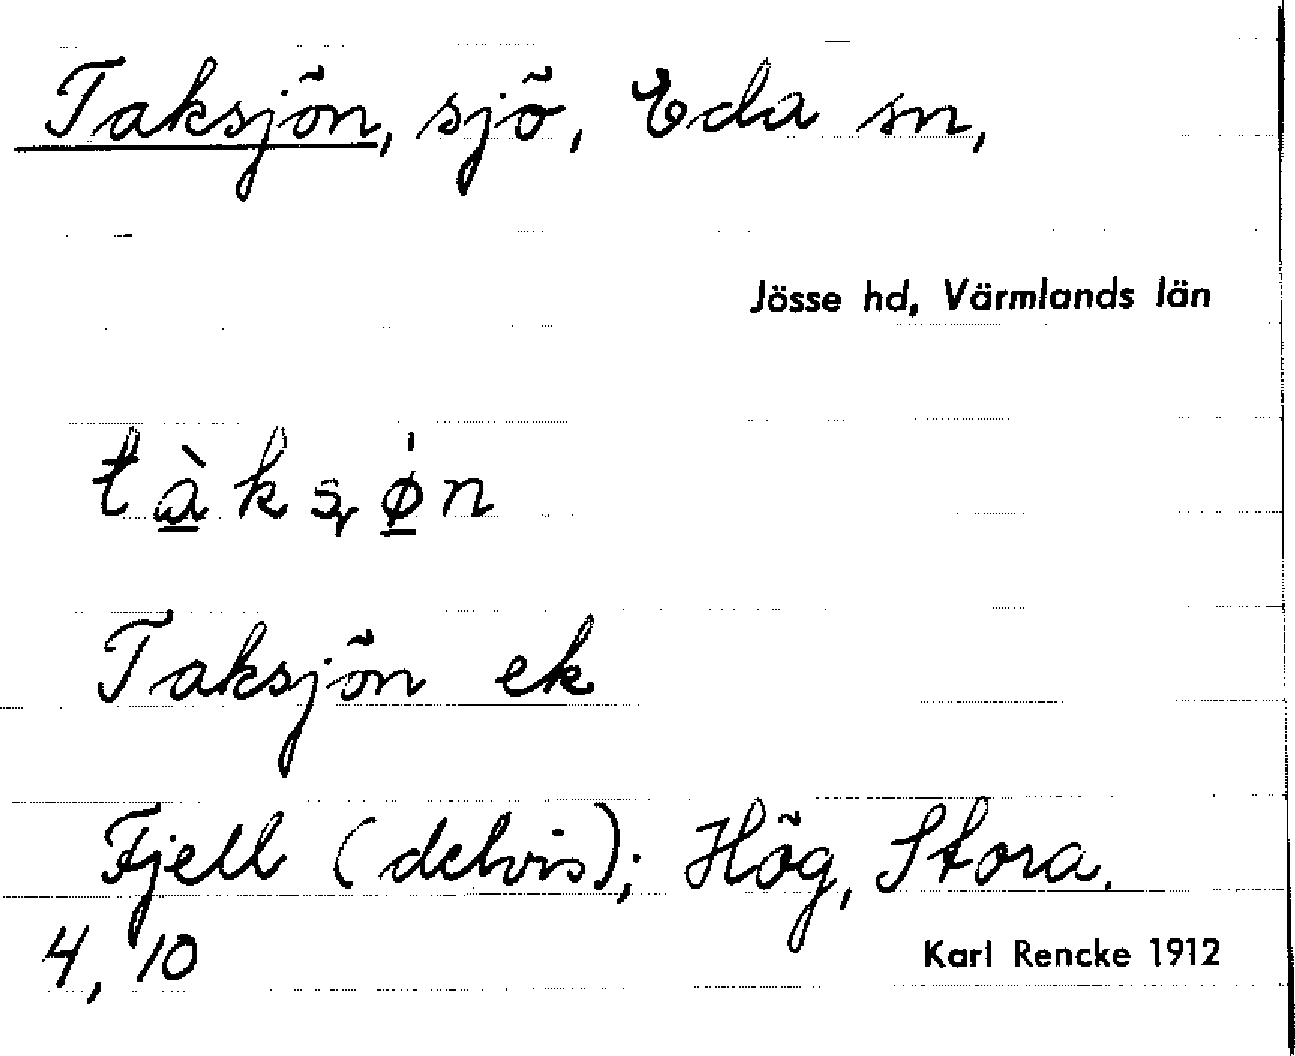 Taksjön, sjö, Eda sn,
Jösse hd, Värmlands län
tàksøn
Taksjön ek
Fjell (delvis); Hög, Stora.
4, 10
Karl Rencke 1912